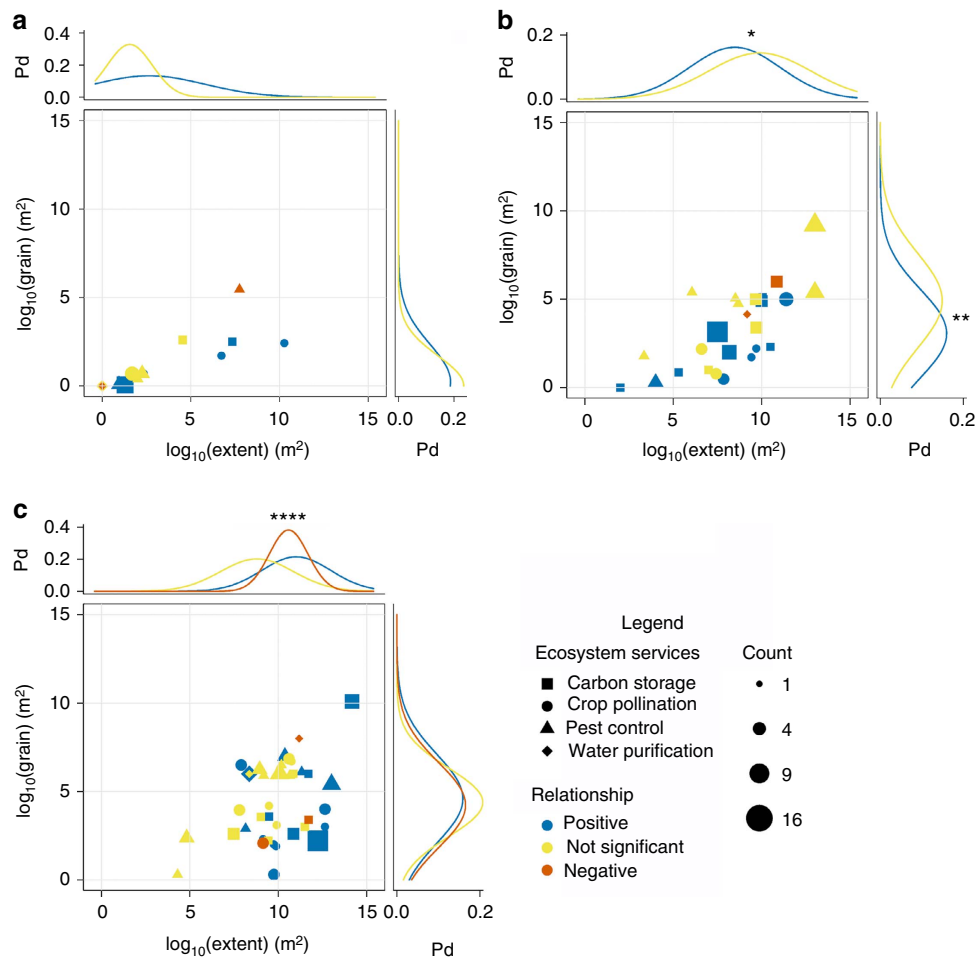 a
0.4
0.2
0.0
Pd
15
10
5
0
log10(grain) (m2)
0 5 10 15
log10(extent) (m2)
0.0 0.2
Pd
b
*
0.2
0.0
Pd
15
10
5
0
log10(grain) (m2)
**
0 5 10 15
log10(extent) (m2)
0.0 0.2
Pd
c
****
0.4
0.2
0.0
Pd
15
10
5
0
log10(grain) (m2)
0 5 10 15
log10(extent) (m2)
0.0 0.2
Pd
Legend
Ecosystem services
Carbon storage
Crop pollination
Pest control
Water purification
Relationship
Positive
Not significant
Negative
Count
1
4
9
16